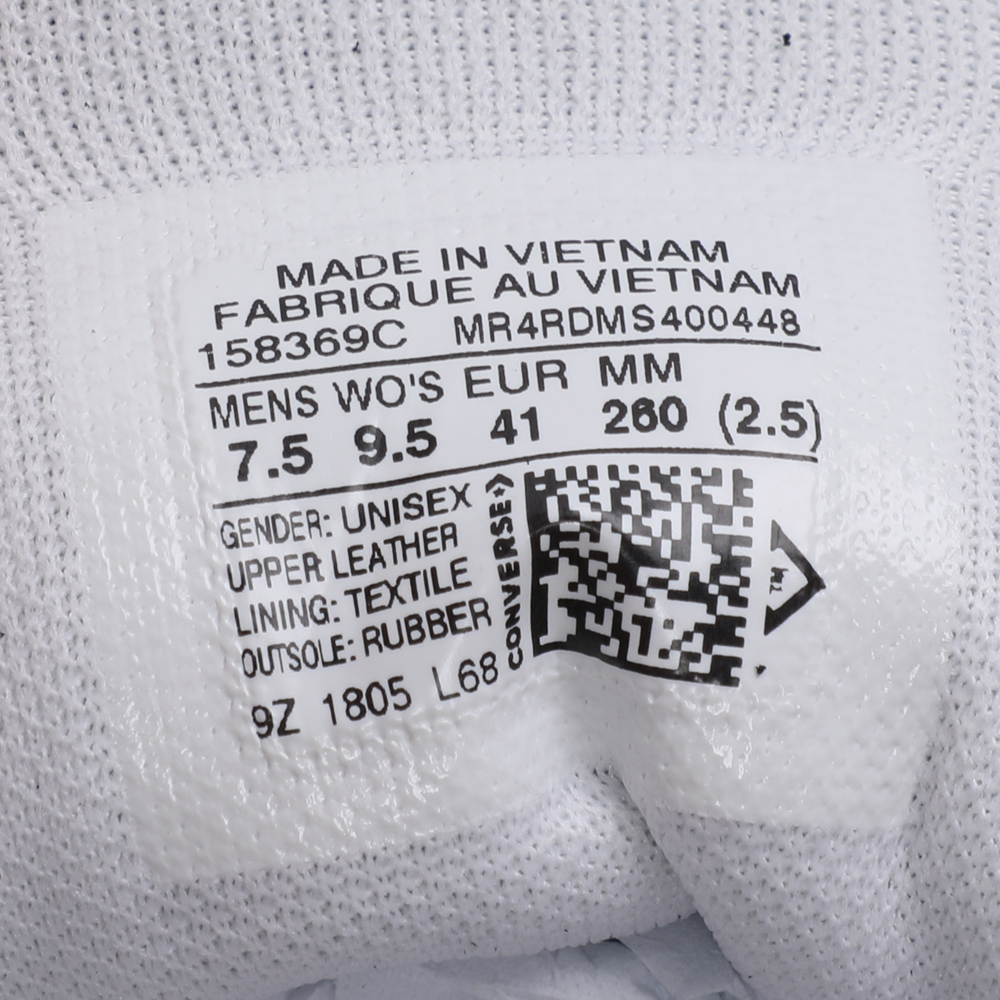 MADE IN VIETNAM
FABRIQUE AU VIETNAM
158369C MR4RDMS400448
MENS WO'S EUR MM
7.5 9.5 41 260 (2.5)
GENDER: UNISEX
UPPER LEATHER
LINING: TEXTILE
OUTSOLE: RUBBER
9Z 1805 L68
CONVERSE